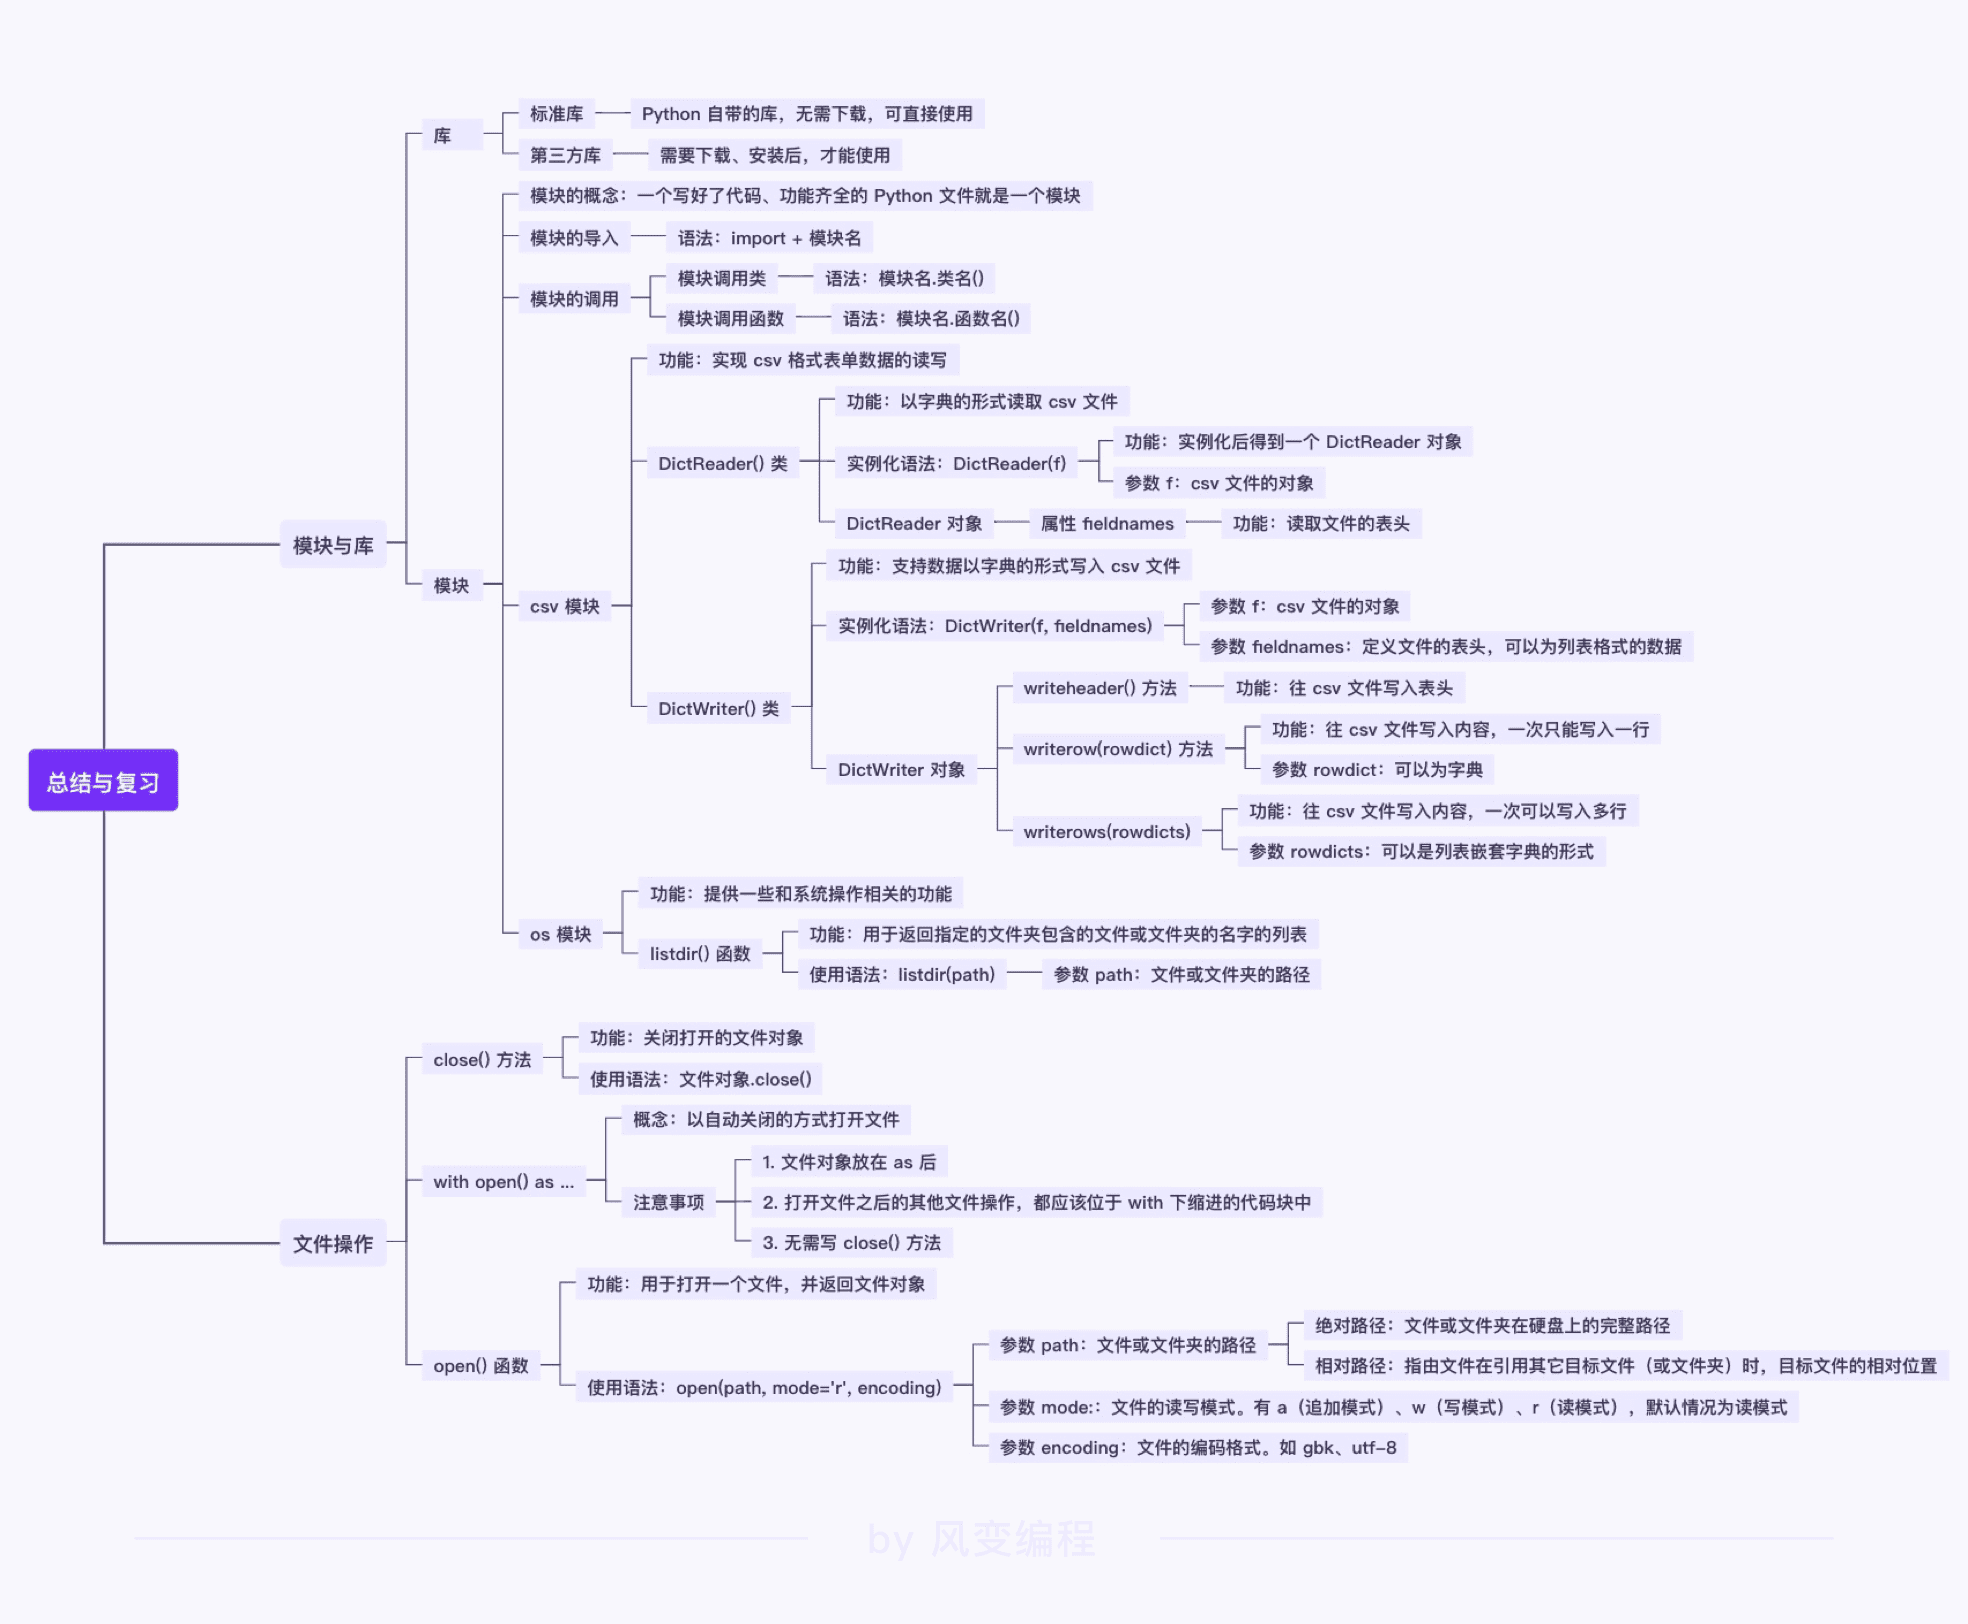 总结与复习
模块与库
库
标准库
Python 自带的库，无需下载，可直接使用
第三方库
需要下载、安装后，才能使用
模块
模块的概念：一个写好了代码、功能齐全的 Python 文件就是一个模块
模块的导入
语法：import + 模块名
模块的调用
模块调用类
语法：模块名.类名()
模块调用函数
语法：模块名.函数名()
csv 模块
功能：实现 csv 格式表单数据的读写
DictReader() 类
功能：以字典的形式读取 csv 文件
实例化语法：DictReader(f)
功能：实例化后得到一个 DictReader 对象
参数 f：csv 文件的对象
DictReader 对象
属性 fieldnames
功能：读取文件的表头
DictWriter() 类
功能：支持数据以字典的形式写入 csv 文件
实例化语法：DictWriter(f, fieldnames)
参数 f：csv 文件的对象
参数 fieldnames：定义文件的表头，可以为列表格式的数据
DictWriter 对象
writeheader() 方法
功能：往 csv 文件写入表头
writerow(rowdict) 方法
功能：往 csv 文件写入内容，一次只能写入一行
参数 rowdict：可以为字典
writerows(rowdicts)
功能：往 csv 文件写入内容，一次可以写入多行
参数 rowdicts：可以是列表嵌套字典的形式
os 模块
功能：提供一些和系统操作相关的功能
listdir() 函数
功能：用于返回指定的文件夹包含的文件或文件夹的名字的列表
使用语法：listdir(path)
参数 path：文件或文件夹的路径
文件操作
close() 方法
功能：关闭打开的文件对象
使用语法：文件对象.close()
with open() as ...
概念：以自动关闭的方式打开文件
注意事项
1. 文件对象放在 as 后
2. 打开文件之后的其他文件操作，都应该位于 with 下缩进的代码块中
3. 无需写 close() 方法
open() 函数
功能：用于打开一个文件，并返回文件对象
使用语法：open(path, mode='r', encoding)
参数 path：文件或文件夹的路径
绝对路径：文件或文件夹在硬盘上的完整路径
相对路径：指由文件在引用其它目标文件（或文件夹）时，目标文件的相对位置
参数 mode:：文件的读写模式。有 a（追加模式）、w（写模式）、r（读模式），默认情况为读模式
参数 encoding：文件的编码格式。如 gbk、utf-8
by 风变编程